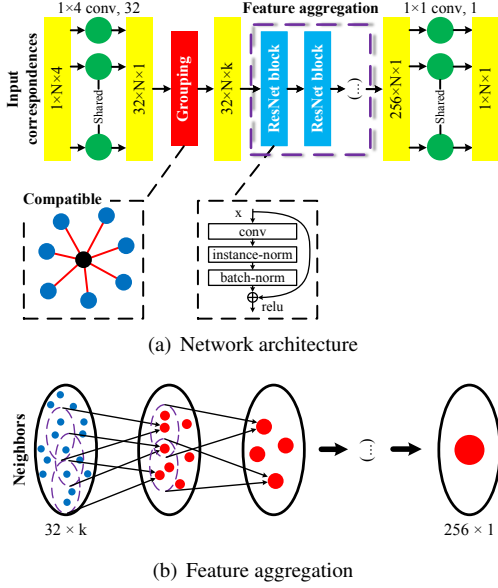 1×4 conv, 32
Feature aggregation
1×1 conv, 1
Input
correspondences
1×N×4
Shared
32×N×1
Grouping
32×N×k
ResNet block
ResNet block
(...)
256×N×1
Shared
1×N×1
Compatible
x
conv
instance-norm
batch-norm
relu
(a) Network architecture
Neighbors
(...)
32 × k
256 × 1
(b) Feature aggregation